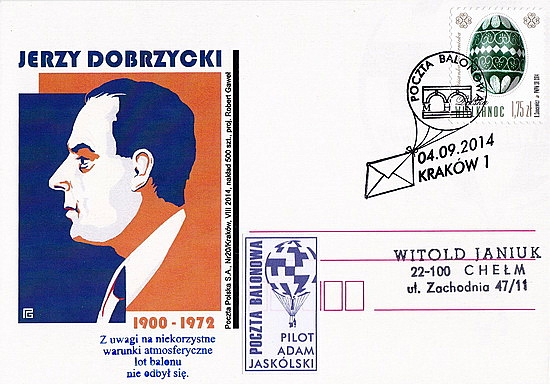 JERZY DOBRZYCKI
1900 - 1972
Z uwagi na niekorzystne
warunki atmosferyczne
lot balonu
nie odbył się.
Poczta Polska S.A., Nr20/Kraków, VIII 2014, nakład 500 szt., proj. Robert Gaweł
POCZTA BALONOWA
PILOT
ADAM
JASKÓLSKI
POCZTA BALONOWA
M H K
WIELKANOC 1,75 zł
04.09.2014
KRAKÓW 1
WITOLD JANIUK
22-100 CHEŁM
ul. Zachodnia 47/11